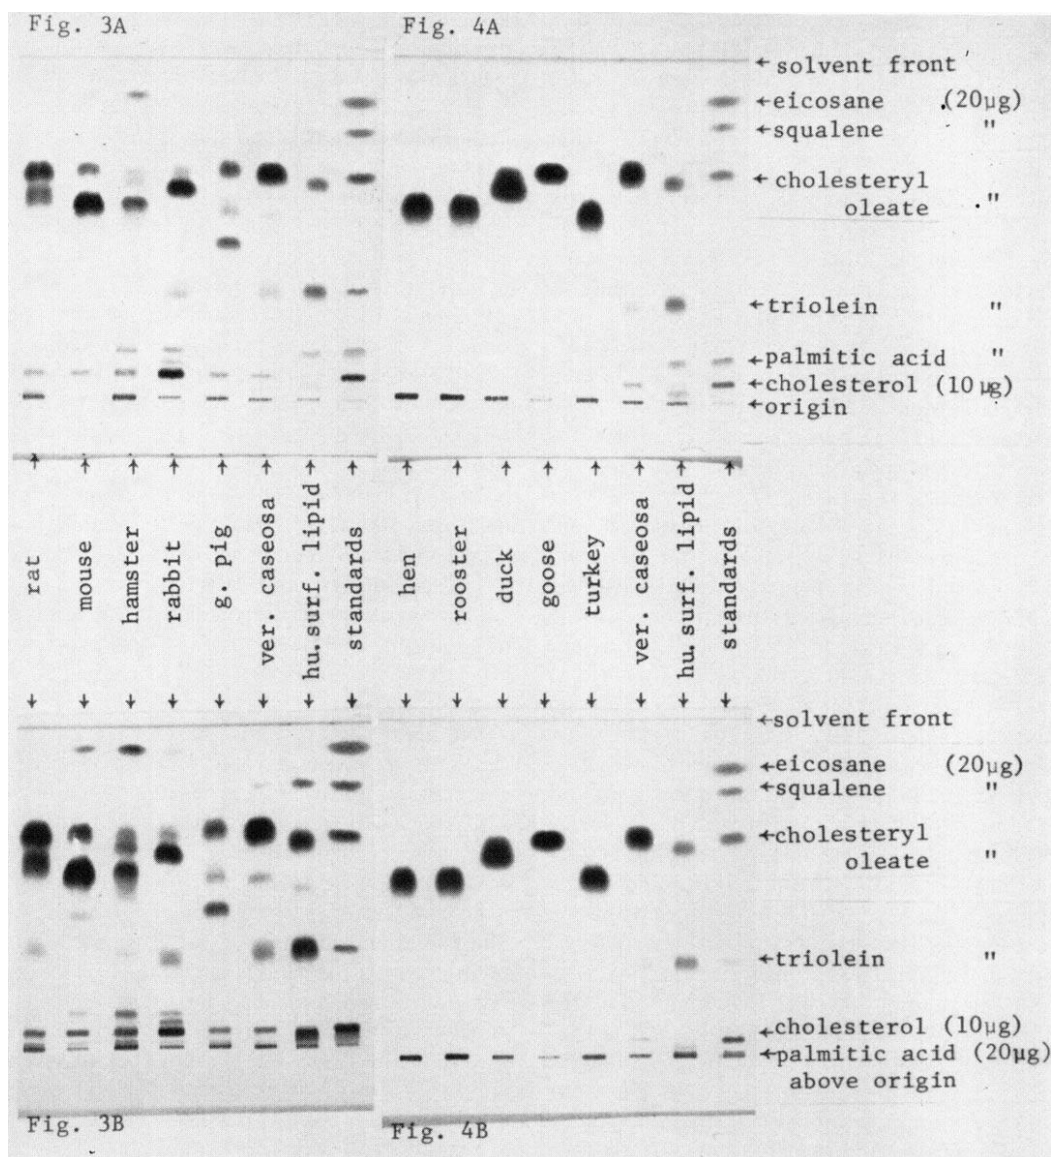 Fig. 3A
Fig. 4A
←solvent front
←eicosane (20µg)
←squalene "
←cholesteryl
oleate "
←triolein "
←palmitic acid "
←cholesterol (10µg)
←origin
rat
mouse
hamster
rabbit
g. pig
ver. caseosa
hu. surf. lipid
standards
hen
rooster
duck
goose
turkey
ver. caseosa
hu. surf. lipid
standards
←solvent front
←eicosane (20µg)
←squalene "
←cholesteryl
oleate "
←triolein "
←cholesterol (10µg)
←palmitic acid (20µg)
above origin
Fig. 3B
Fig. 4B